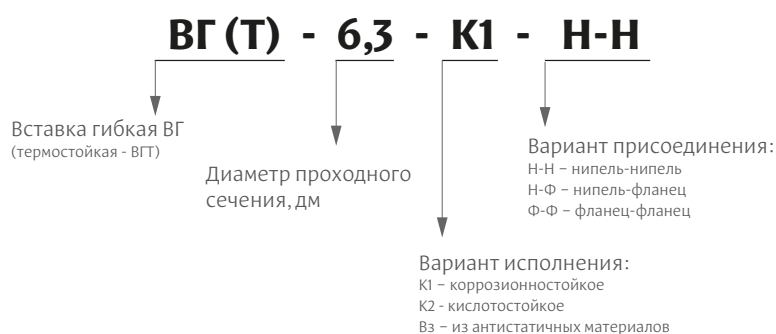 ВГ (Т) - 6,3 - К1 - Н-Н
Вставка гибкая ВГ
(термостойкая - ВГТ)
Диаметр проходного
сечения, дм
Вариант присоединения:
Н-Н – нипель-нипель
Н-Ф – нипель-фланец
Ф-Ф – фланец-фланец
Вариант исполнения:
К1 – коррозионностойкое
К2 - кислотостойкое
Вз – из антистатичных материалов